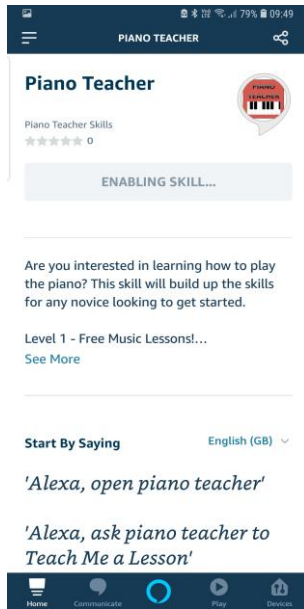 79% 09:49
PIANO TEACHER
Piano Teacher
PIANO
TEACHER
Piano Teacher Skills
0
ENABLING SKILL...
Are you interested in learning how to play
the piano? This skill will build up the skills
for any novice looking to get started.
Level 1 - Free Music Lessons!...
See More
Start By Saying
English (GB)
'Alexa, open piano teacher'
'Alexa, ask piano teacher to
Teach Me a Lesson'
Home Communicate Play Devices